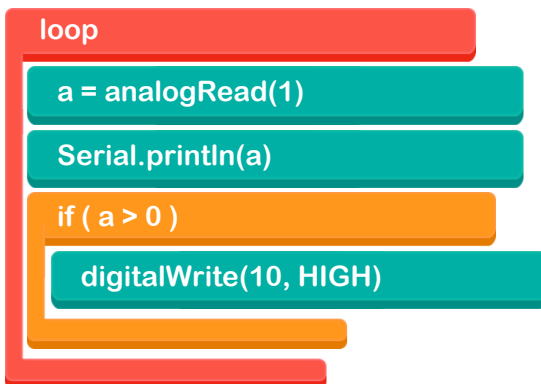 loop
a = analogRead(1)
Serial.println(a)
if ( a > 0 )
digitalWrite(10, HIGH)